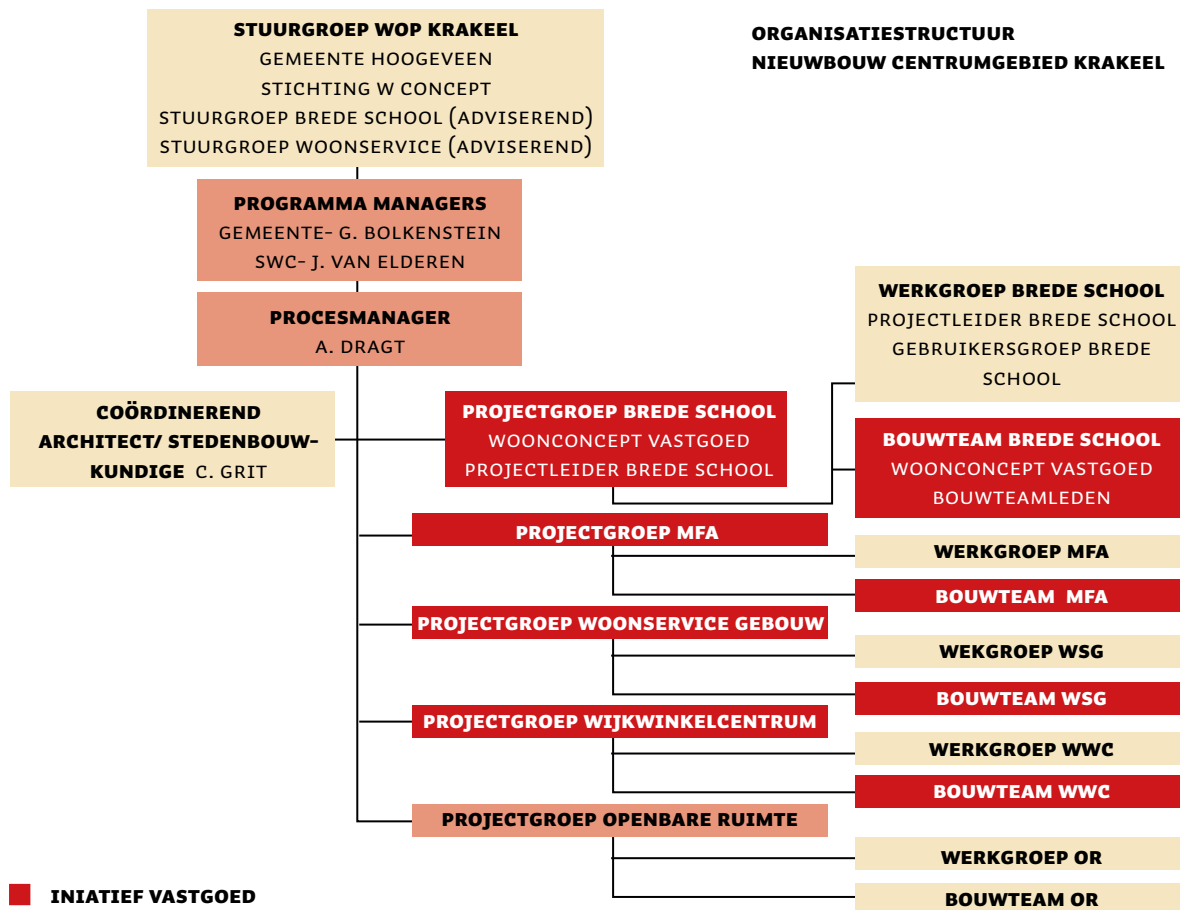 STUURGROEP WOP KRAKEEL
GEMEENTE HOOGEVEEN
STICHTING W CONCEPT
STUURGROEP BREDE SCHOOL (ADVISEREND)
STUURGROEP WOONSERVICE (ADVISEREND)
ORGANISATIESTRUCTUUR
NIEUWBOUW CENTRUMGEBIED KRAKEEL
PROGRAMMA MANAGERS
GEMEENTE- G. BOLKENSTEIN
SWC- J. VAN ELDEREN
PROCESMANAGER
A. DRAGT
COÖRDINEREND
ARCHITECT/ STEDENBOUW-
KUNDIGE C. GRIT
PROJECTGROEP BREDE SCHOOL
WOONCONCEPT VASTGOED
PROJECTLEIDER BREDE SCHOOL
WERKGROEP BREDE SCHOOL
PROJECTLEIDER BREDE SCHOOL
GEBRUIKERSGROEP BREDE
SCHOOL
BOUWTEAM BREDE SCHOOL
WOONCONCEPT VASTGOED
BOUWTEAMLEDEN
PROJECTGROEP MFA
WERKGROEP MFA
BOUWTEAM MFA
PROJECTGROEP WOONSERVICE GEBOUW
WEKGROEP WSG
BOUWTEAM WSG
PROJECTGROEP WIJKWINKELCENTRUM
WERKGROEP WWC
BOUWTEAM WWC
PROJECTGROEP OPENBARE RUIMTE
WERKGROEP OR
BOUWTEAM OR
INIATIEF VASTGOED